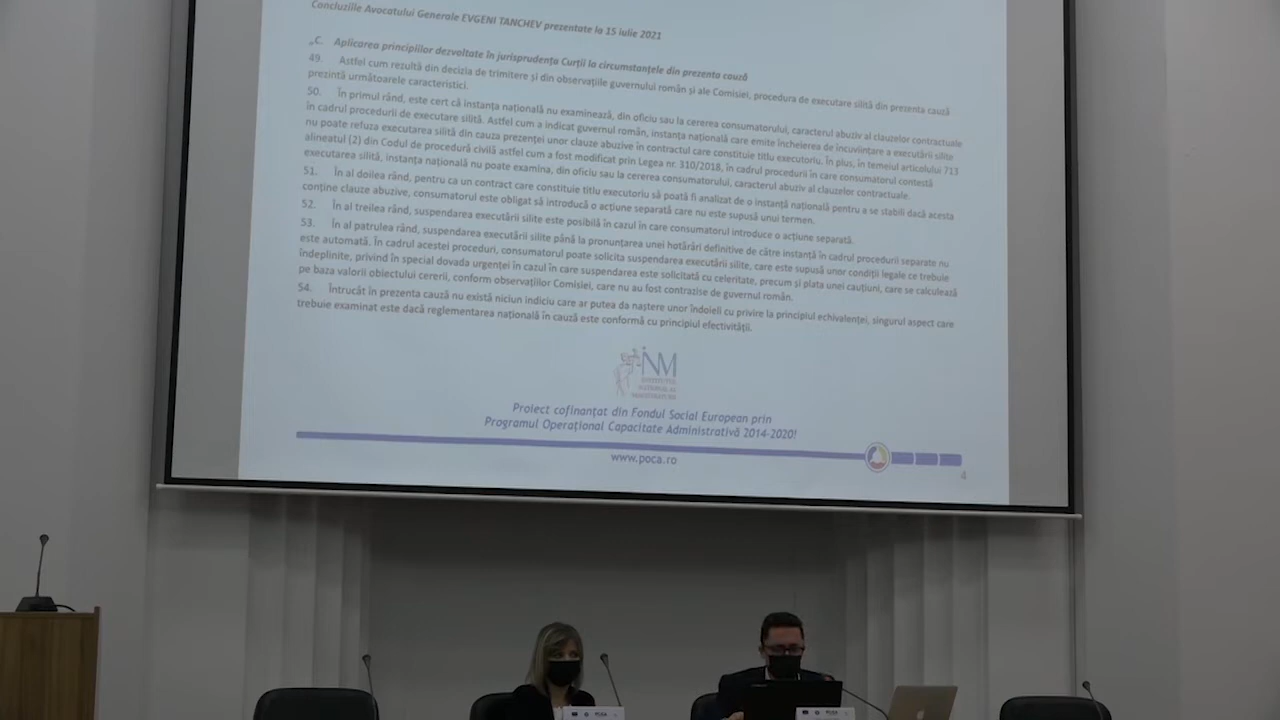 Concluziile Avocatului Generale EVGENI TANCHEV prezentate la 15 iulie 2021
„C. Aplicarea principiilor dezvoltate în jurisprudența Curții la circumstanțele din prezenta cauză
49. Astfel cum rezultă din decizia de trimitere și din observațiile guvernului român și ale Comisiei, procedura de executare silită din prezenta cauză
prezintă următoarele caracteristici.
50. În primul rând, este cert că instanța națională nu examinează, din oficiu sau la cererea consumatorului, caracterul abuziv al clauzelor contractuale
în cadrul procedurii de executare silită. Astfel cum a indicat guvernul român, instanța națională care emite încheierea de încuviințare a executării silite
nu poate refuza executarea silită din cauza prezenței unor clauze abuzive în contractul care constituie titlu executoriu. În plus, în temeiul articolului 713
alineatul (2) din Codul de procedură civilă astfel cum a fost modificat prin Legea nr. 310/2018, în cadrul procedurii în care consumatorul contestă
executarea silită, instanța națională nu poate examina, din oficiu sau la cererea consumatorului, caracterul abuziv al clauzelor contractuale.
51. În al doilea rând, pentru ca un contract care constituie titlu executoriu să poată fi analizat de o instanță națională pentru a se stabili dacă acesta
conține clauze abuzive, consumatorul este obligat să introducă o acțiune separată care nu este supusă unui termen.
52. În al treilea rând, suspendarea executării silite este posibilă în cazul în care consumatorul introduce o acțiune separată.
53. În al patrulea rând, suspendarea executării silite până la pronunțarea unei hotărâri definitive de către instanță în cadrul procedurii separate nu
este automată. În cadrul acestei proceduri, consumatorul poate solicita suspendarea executării silite, care este supusă unor condiții legale ce trebuie
îndeplinite, privind în special dovada urgenței în cazul în care suspendarea este solicitată cu celeritate, precum și plata unei cauțiuni, care se calculează
pe baza valorii obiectului cererii, conform observațiilor Comisiei, care nu au fost contrazise de guvernul român.
54. Întrucât în prezenta cauză nu există niciun indiciu care ar putea da naștere unor îndoieli cu privire la principiul echivalenței, singurul aspect care
trebuie examinat este dacă reglementarea națională în cauză este conformă cu principiul efectivității.
INM
INSTITUTUL
NAȚIONAL AL
MAGISTRATURII
Proiect cofinanțat din Fondul Social European prin
Programul Operațional Capacitate Administrativă 2014-2020!
www.poca.ro
4